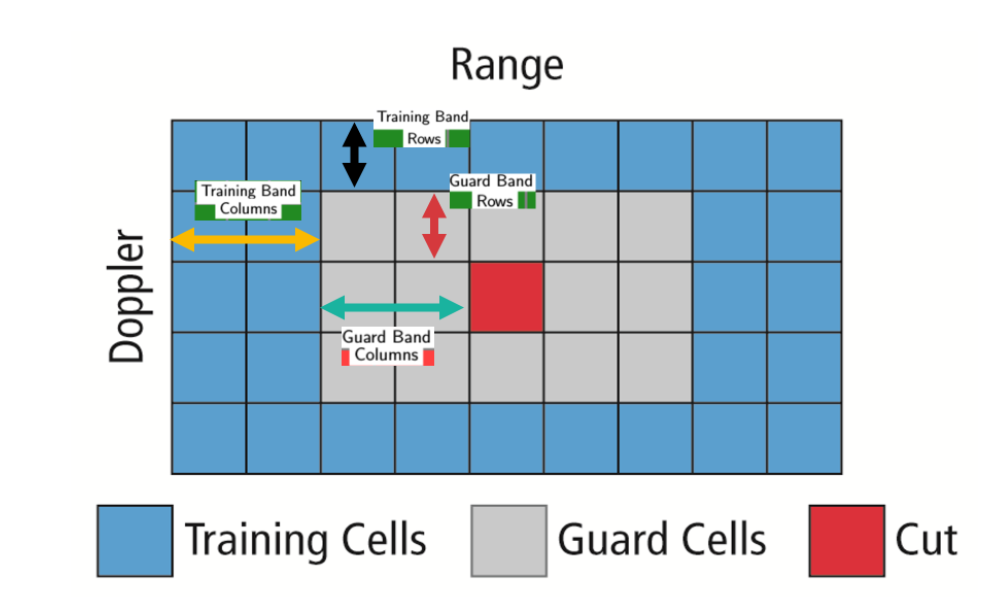 Range
Training Band
Rows
Guard Band
Rows
Training Band
Columns
Doppler
Guard Band
Columns
Training Cells
Guard Cells
Cut